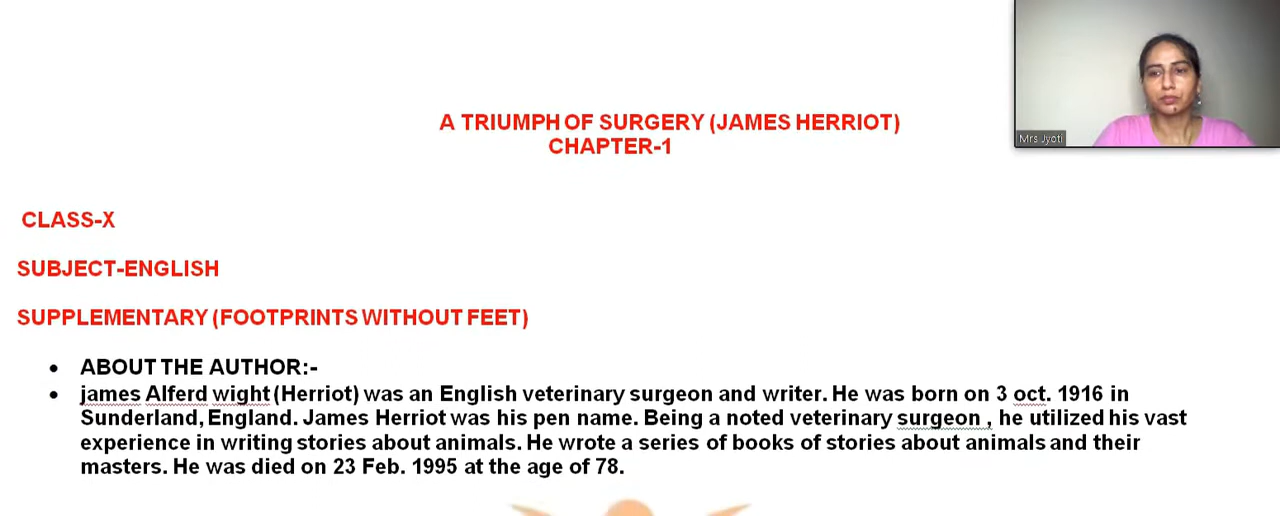 A TRIUMPH OF SURGERY (JAMES HERRIOT)
CHAPTER-1
Mrs Jyoti
CLASS-X
SUBJECT-ENGLISH
SUPPLEMENTARY (FOOTPRINTS WITHOUT FEET)
• ABOUT THE AUTHOR:-
• james Alferd wight (Herriot) was an English veterinary surgeon and writer. He was born on 3 oct. 1916 in
Sunderland, England. James Herriot was his pen name. Being a noted veterinary surgeon , he utilized his vast
experience in writing stories about animals. He wrote a series of books of stories about animals and their
masters. He was died on 23 Feb. 1995 at the age of 78.